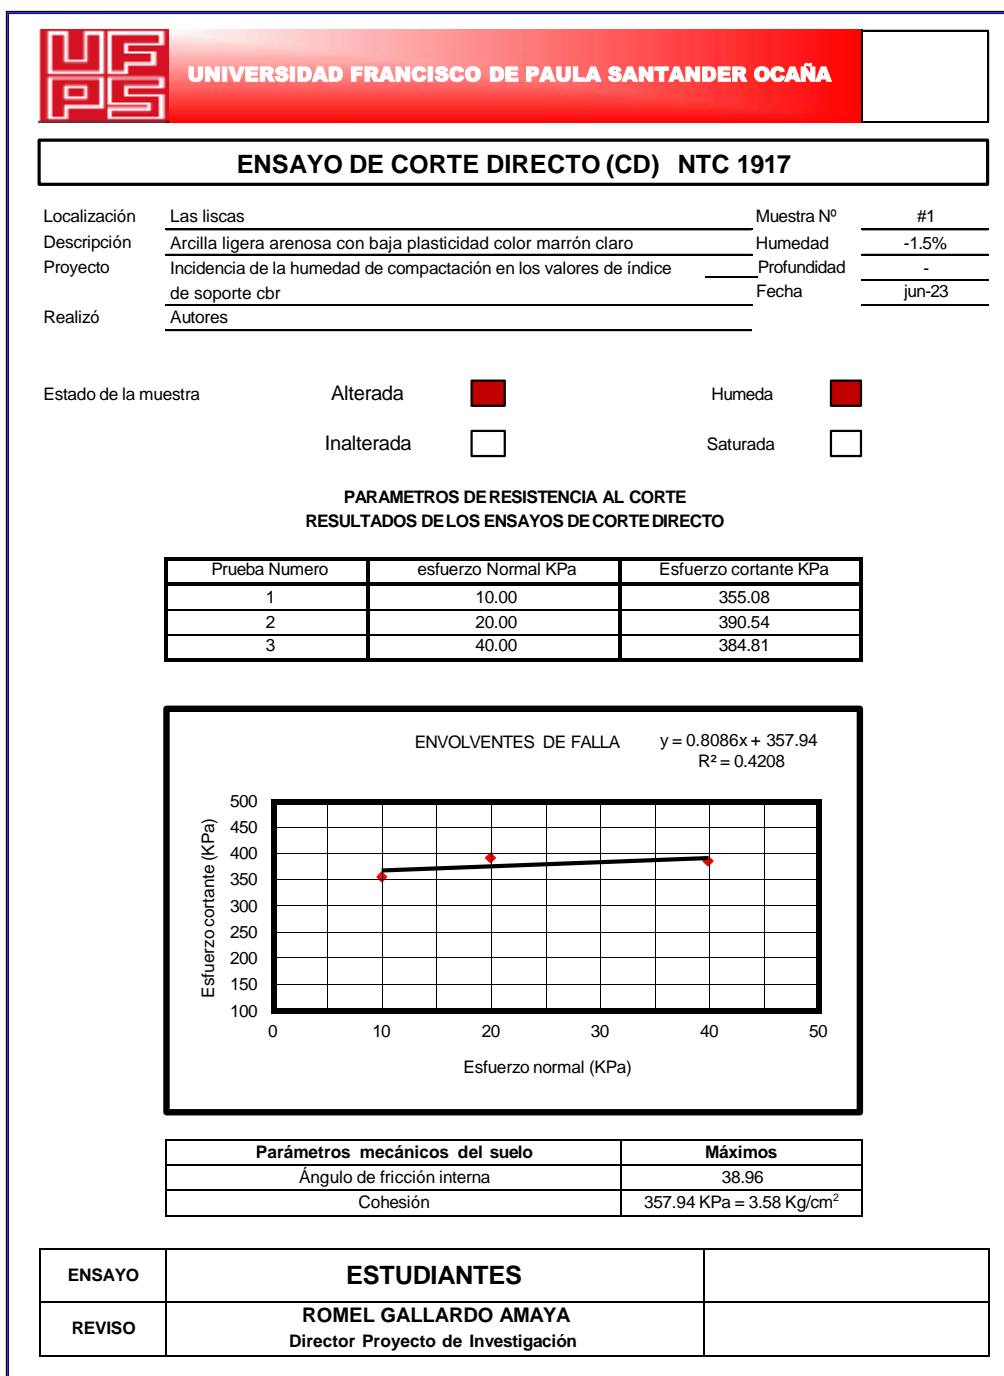 UFPS
UNIVERSIDAD FRANCISCO DE PAULA SANTANDER OCAÑA
ENSAYO DE CORTE DIRECTO (CD) NTC 1917
Localización Las liscas Muestra Nº #1
Descripción Arcilla ligera arenosa con baja plasticidad color marrón claro Humedad -1.5%
Proyecto Incidencia de la humedad de compactación en los valores de índice Profundidad -
de soporte cbr Fecha jun-23
Realizó Autores
Estado de la muestra Alterada Humeda
Inalterada Saturada
PARAMETROS DE RESISTENCIA AL CORTE
RESULTADOS DE LOS ENSAYOS DE CORTE DIRECTO
Prueba Numero esfuerzo Normal KPa Esfuerzo cortante KPa
1 10.00 355.08
2 20.00 390.54
3 40.00 384.81
ENVOLVENTES DE FALLA y = 0.8086x + 357.94
R² = 0.4208
500
450
400
350
300
250
200
150
100
Esfuerzo cortante (KPa)
0 10 20 30 40 50
Esfuerzo normal (KPa)
Parámetros mecánicos del suelo Máximos
Ángulo de fricción interna 38.96
Cohesión 357.94 KPa = 3.58 Kg/cm²
ENSAYO ESTUDIANTES
REVISO ROMEL GALLARDO AMAYA
Director Proyecto de Investigación